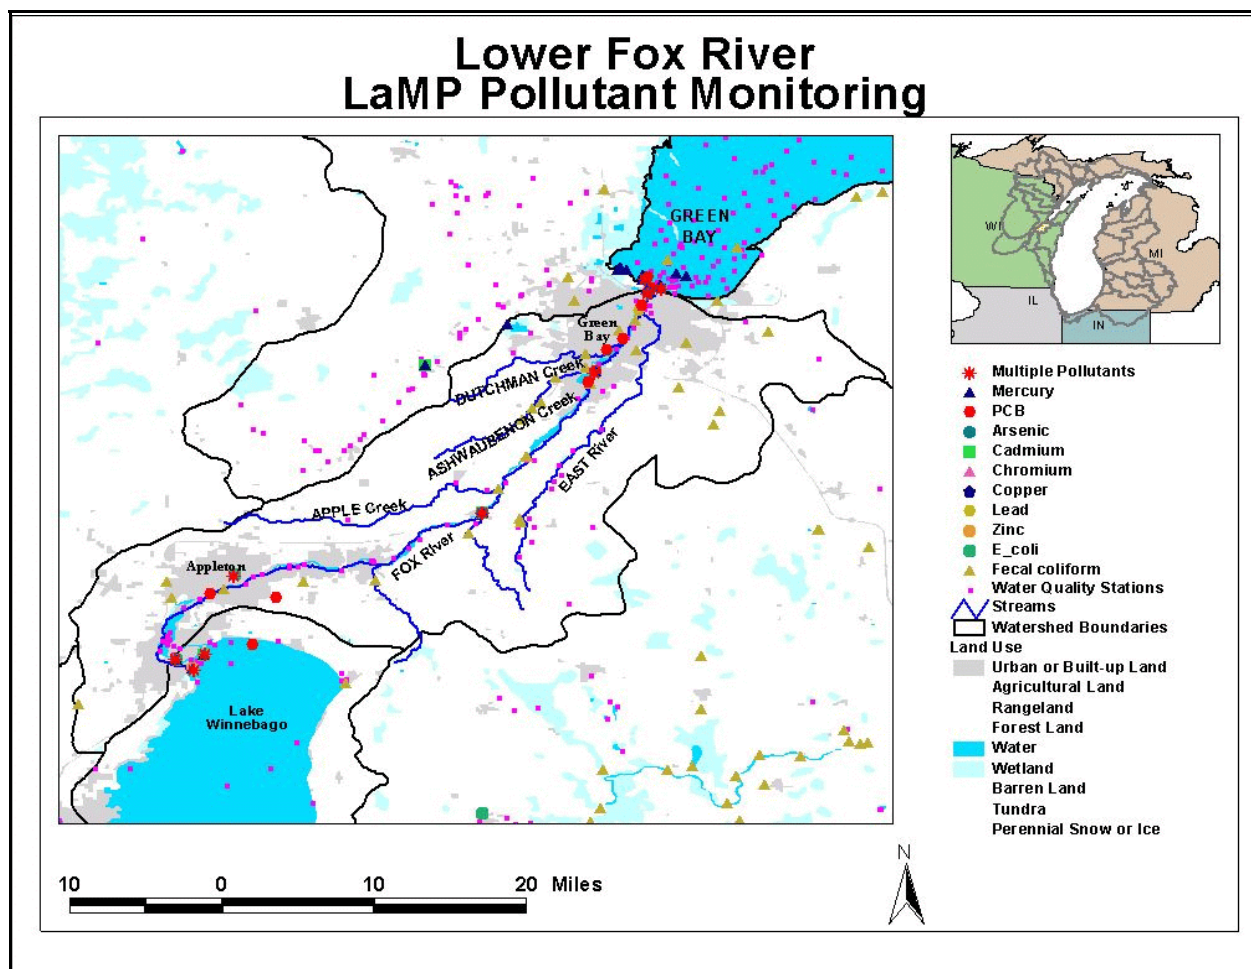 Lower Fox River
LaMP Pollutant Monitoring
GREEN
BAY
Green
Bay
DUTCHMAN Creek
ASHWAUBENON Creek
EAST River
APPLE Creek
FOX River
Appleton
Lake
Winnebago
WI
MI
IL
IN
Multiple Pollutants
Mercury
PCB
Arsenic
Cadmium
Chromium
Copper
Lead
Zinc
E_coli
Fecal coliform
Water Quality Stations
Streams
Watershed Boundaries
Land Use
Urban or Built-up Land
Agricultural Land
Rangeland
Forest Land
Water
Wetland
Barren Land
Tundra
Perennial Snow or Ice
10 0 10 20 Miles
N